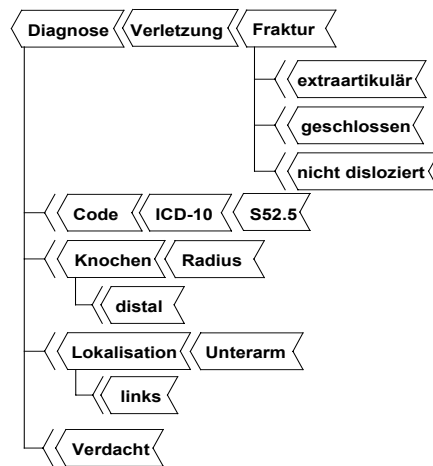 Diagnose Verletzung Fraktur
extraartikulär
geschlossen
nicht disloziert
Code ICD-10 S52.5
Knochen Radius
distal
Lokalisation Unterarm
links
Verdacht